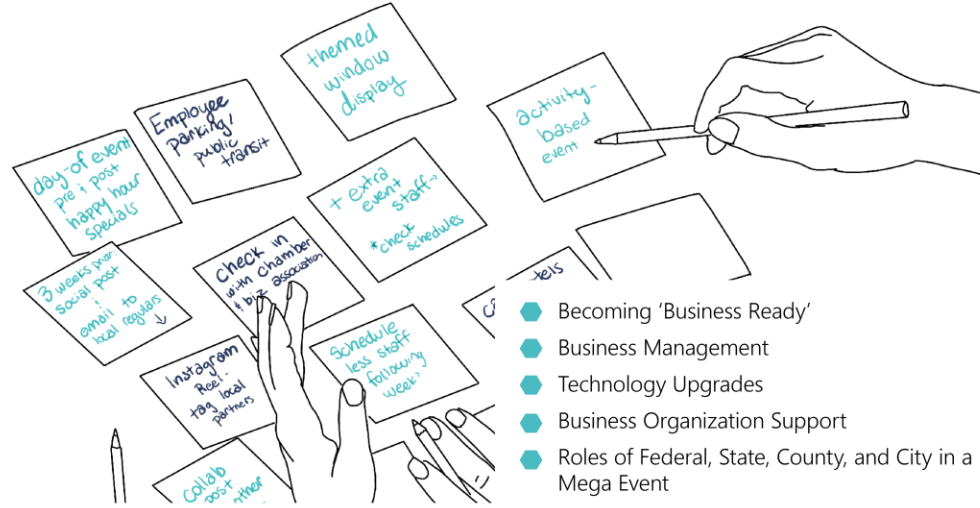 themed
window
display
activity-
based
event
Employee
parking/
public
transit
day-of event!
pre & post
happy hour
specials
+ extra
event
staff→
*check
schedules
check in
with chamber
& biz association
3 weeks prior
social post
&
email to
local regulars
↓
Instagram
Reel-
tag local
partners
Schedule
less staff
following
week?
collab
post
Becoming ‘Business Ready’
Business Management
Technology Upgrades
Business Organization Support
Roles of Federal, State, County, and City in a
Mega Event